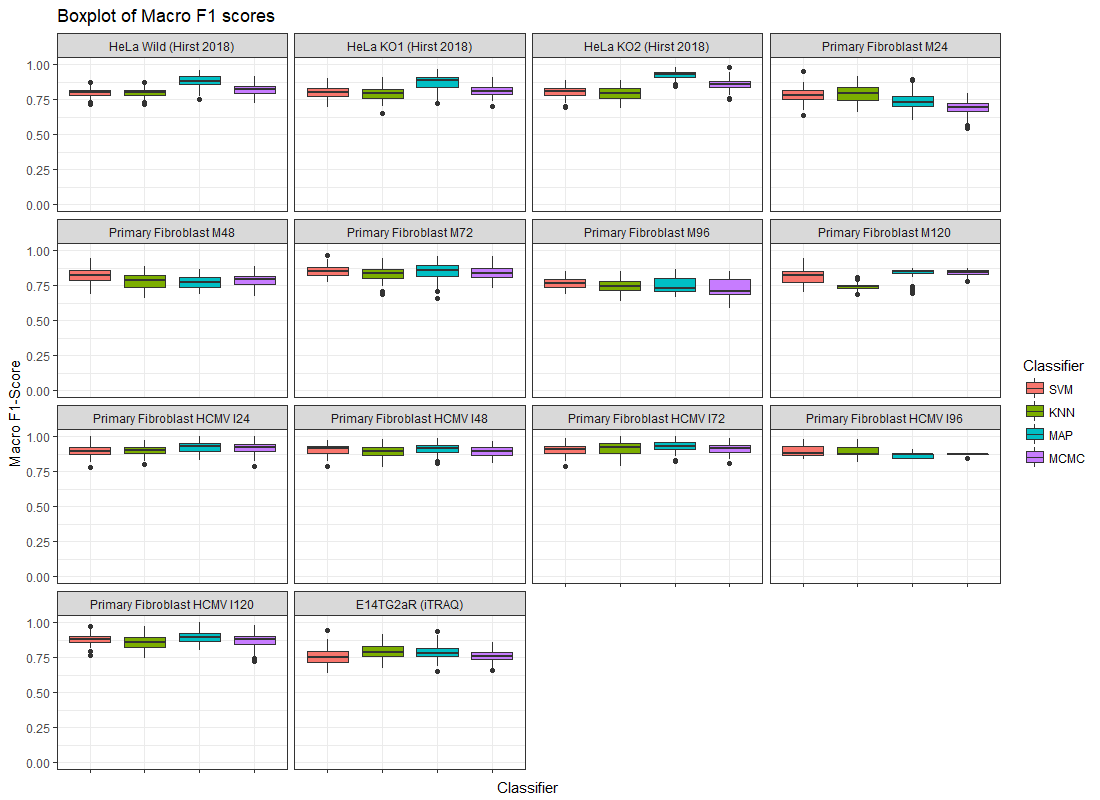 Boxplot of Macro F1 scores
HeLa Wild (Hirst 2018)
HeLa KO1 (Hirst 2018)
HeLa KO2 (Hirst 2018)
Primary Fibroblast M24
1.00
0.75
0.50
0.25
0.00
Primary Fibroblast M48
Primary Fibroblast M72
Primary Fibroblast M96
Primary Fibroblast M120
1.00
0.75
0.50
0.25
0.00
Primary Fibroblast HCMV I24
Primary Fibroblast HCMV I48
Primary Fibroblast HCMV I72
Primary Fibroblast HCMV I96
1.00
0.75
0.50
0.25
0.00
Primary Fibroblast HCMV I120
E14TG2aR (iTRAQ)
1.00
0.75
0.50
0.25
0.00
Macro F1-Score
Classifier
Classifier
SVM
KNN
MAP
MCMC